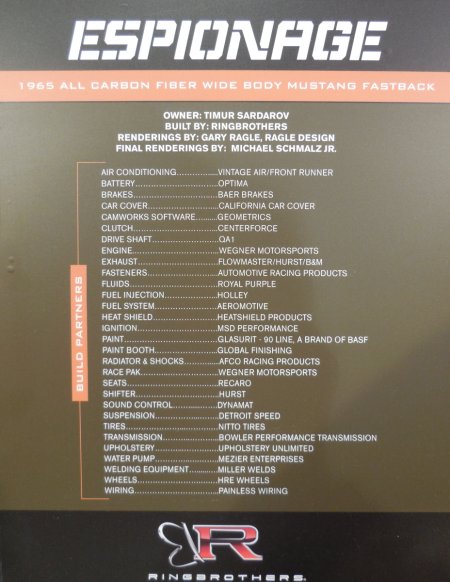 ESPIONAGE
1965 ALL CARBON FIBER WIDE BODY MUSTANG FASTBACK
OWNER: TIMUR SARDAROV
BUILT BY: RINGBROTHERS
RENDERINGS BY: GARY RAGLE, RAGLE DESIGN
FINAL RENDERINGS BY: MICHAEL SCHMALZ JR.
BUILD PARTNERS
AIR CONDITIONING................VINTAGE AIR/FRONT RUNNER
BATTERY................................OPTIMA
BRAKES.................................BAER BRAKES
CAR COVER...........................CALIFORNIA CAR COVER
CAMWORKS SOFTWARE........GEOMETRICS
CLUTCH.................................CENTERFORCE
DRIVE SHAFT.........................QA1
ENGINE..................................WEGNER MOTORSPORTS
EXHAUST...............................FLOWMASTER/HURST/B&M
FASTENERS...........................AUTOMOTIVE RACING PRODUCTS
FLUIDS...................................ROYAL PURPLE
FUEL INJECTION.....................HOLLEY
FUEL SYSTEM.........................AEROMOTIVE
HEAT SHIELD.........................HEATSHIELD PRODUCTS
IGNITION................................MSD PERFORMANCE
PAINT.....................................GLASURIT - 90 LINE, A BRAND OF BASF
PAINT BOOTH.........................GLOBAL FINISHING
RADIATOR & SHOCKS..............AFCO RACING PRODUCTS
RACE PAK...............................WEGNER MOTORSPORTS
SEATS....................................RECARO
SHIFTER.................................HURST
SOUND CONTROL...................DYNAMAT
SUSPENSION.........................DETROIT SPEED
TIRES.....................................NITTO TIRES
TRANSMISSION......................BOWLER PERFORMANCE TRANSMISSION
UPHOLSTERY.........................UPHOLSTERY UNLIMITED
WATER PUMP.........................MEZIER ENTERPRISES
WELDING EQUIPMENT............MILLER WELDS
WHEELS.................................HRE WHEELS
WIRING...................................PAINLESS WIRING
R
RINGBROTHERS.